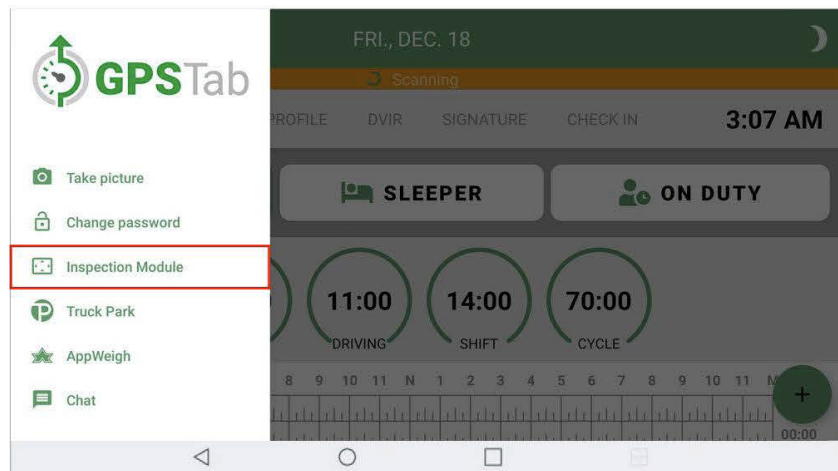 GPSTab
Take picture
Change password
Inspection Module
Truck Park
AppWeigh
Chat
FRI., DEC. 18
Scanning
DVIR SIGNATURE CHECK IN 3:07 AM
SLEEPER ON DUTY
11:00 14:00 70:00
DRIVING SHIFT CYCLE
8 9 10 11 N 1 2 3 4 5 6 7 8 9 10 11 M
+
00:00